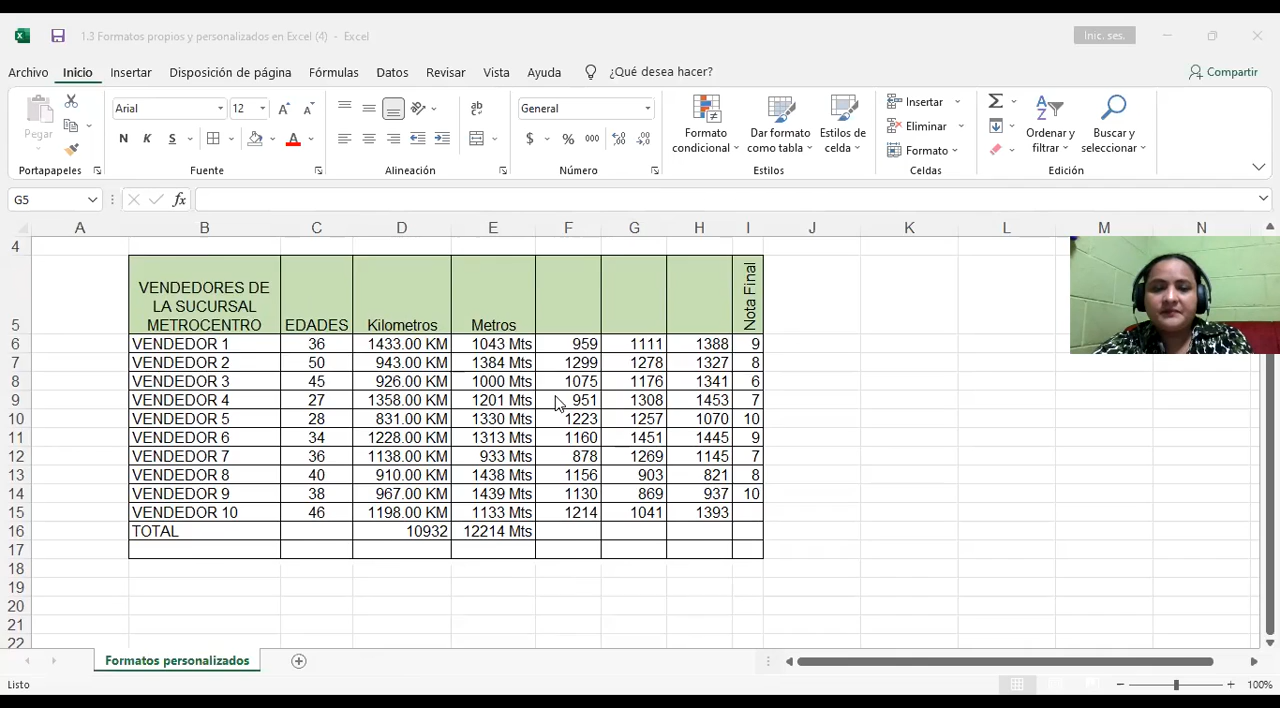 1.3 Formatos propios y personalizados en Excel (4) - Excel
Inic. ses.
Archivo Inicio Insertar Disposición de página Fórmulas Datos Revisar Vista Ayuda ¿Qué desea hacer? Compartir
Pegar
Arial 12
N K S
General
$ % 000
Formato condicional
Dar formato como tabla
Estilos de celda
Insertar
Eliminar
Formato
Ordenar y filtrar
Buscar y seleccionar
Portapapeles Fuente Alineación Número Estilos Celdas Edición
G5 fx
A B C D E F G H I J K L M N
4
5 VENDEDORES DE LA SUCURSAL METROCENTRO EDADES Kilometros Metros Nota Final
6 VENDEDOR 1 36 1433.00 KM 1043 Mts 959 1111 1388 9
7 VENDEDOR 2 50 943.00 KM 1384 Mts 1299 1278 1327 8
8 VENDEDOR 3 45 926.00 KM 1000 Mts 1075 1176 1341 6
9 VENDEDOR 4 27 1358.00 KM 1201 Mts 951 1308 1453 7
10 VENDEDOR 5 28 831.00 KM 1330 Mts 1223 1257 1070 10
11 VENDEDOR 6 34 1228.00 KM 1313 Mts 1160 1451 1445 9
12 VENDEDOR 7 36 1138.00 KM 933 Mts 878 1269 1145 7
13 VENDEDOR 8 40 910.00 KM 1438 Mts 1156 903 821 8
14 VENDEDOR 9 38 967.00 KM 1439 Mts 1130 869 937 10
15 VENDEDOR 10 46 1198.00 KM 1133 Mts 1214 1041 1393
16 TOTAL 10932 12214 Mts
17
18
19
20
21
22
Formatos personalizados
Listo 100%